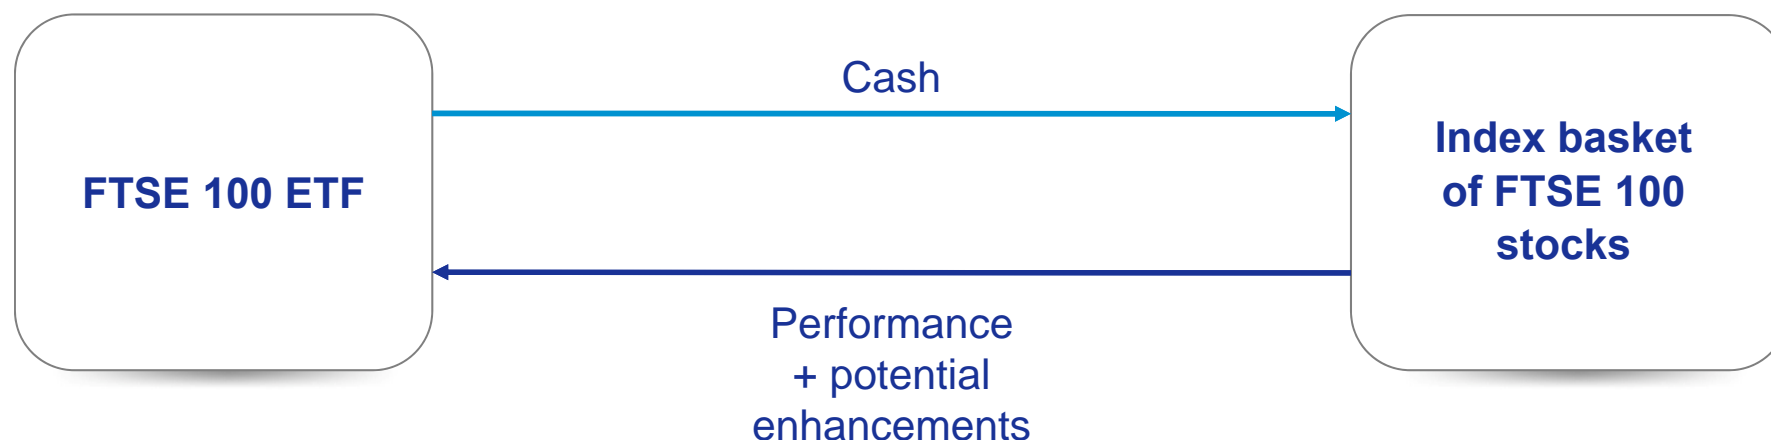 FTSE 100 ETF
Cash
Performance
+ potential
enhancements
Index basket
of FTSE 100
stocks